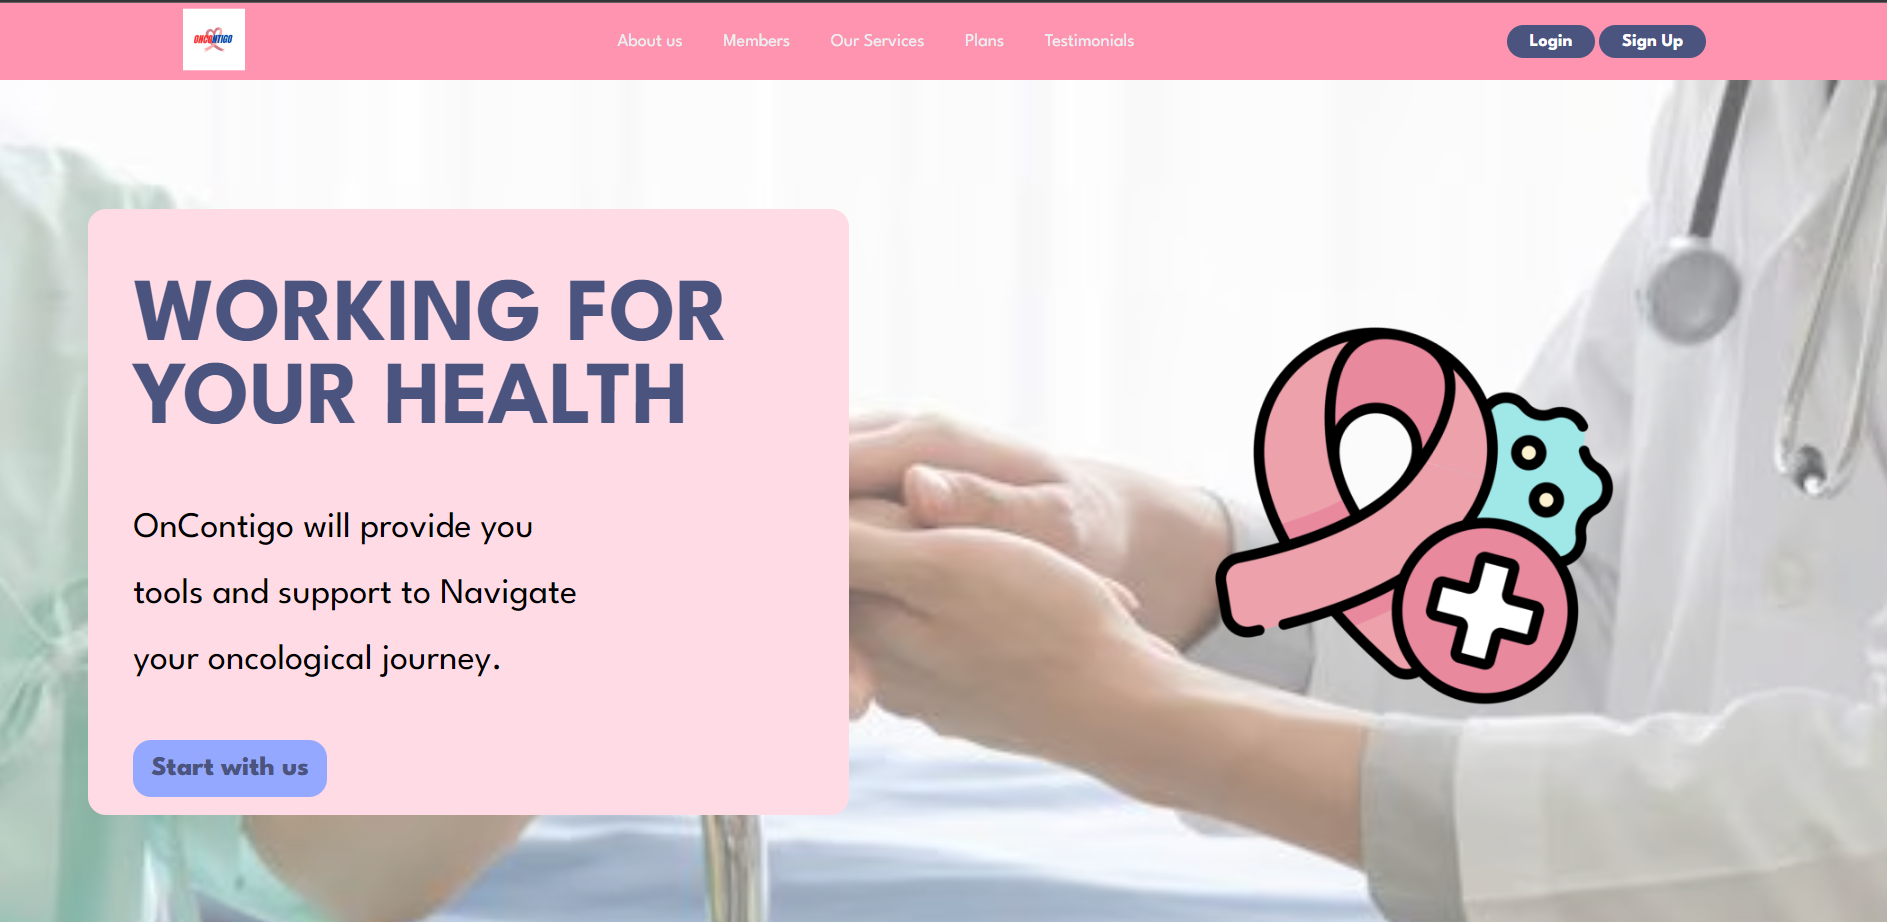 ONCONTIGO
About us
Members
Our Services
Plans
Testimonials
Login
Sign Up
WORKING FOR
YOUR HEALTH
OnContigo will provide you
tools and support to Navigate
your oncological journey.
Start with us